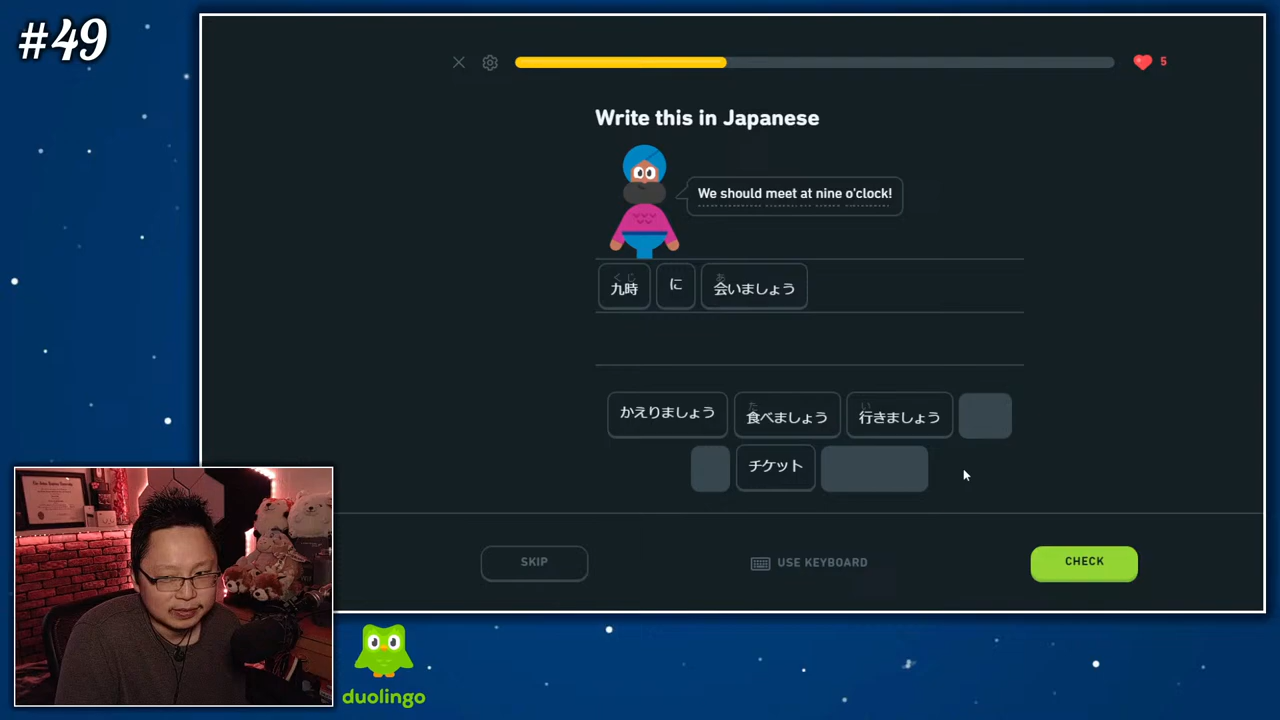 #49
5
Write this in Japanese
We should meet at nine o'clock!
九時 に 会いましょう
くじ あ
かえりましょう 食べましょう 行きましょう
た い
チケット
SKIP USE KEYBOARD CHECK
duolingo